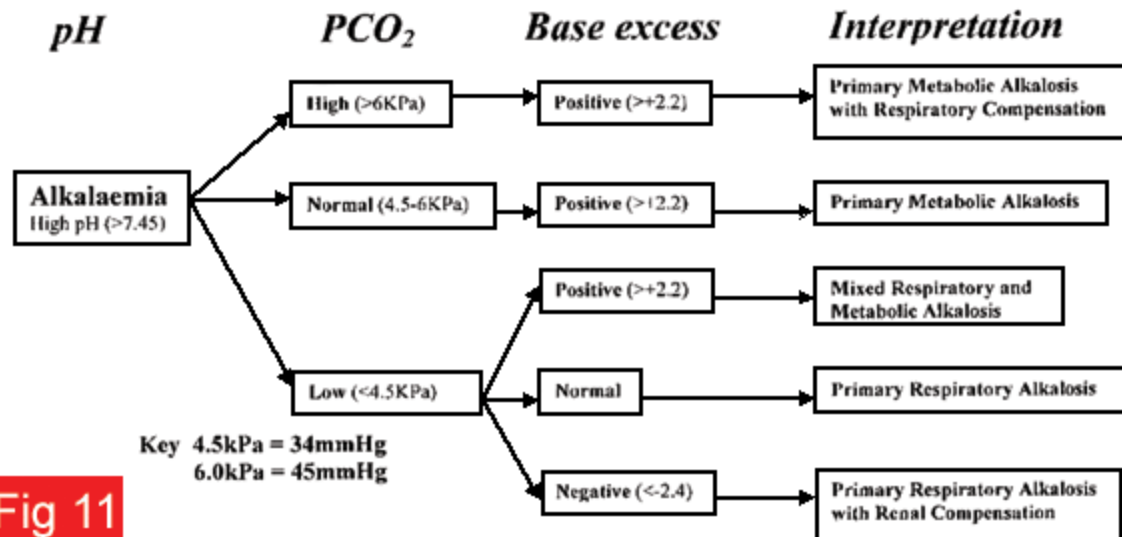 pH PCO₂ Base excess Interpretation
High (>6KPa)
Positive (>+2.2)
Primary Metabolic Alkalosis
with Respiratory Compensation
Alkalaemia
High pH (>7.45)
Normal (4.5-6KPa)
Positive (>+2.2)
Primary Metabolic Alkalosis
Positive (>+2.2)
Mixed Respiratory and
Metabolic Alkalosis
Low (<4.5KPa)
Normal
Primary Respiratory Alkalosis
Key 4.5kPa = 34mmHg
6.0kPa = 45mmHg
Negative (<-2.4)
Primary Respiratory Alkalosis
with Renal Compensation
Fig 11